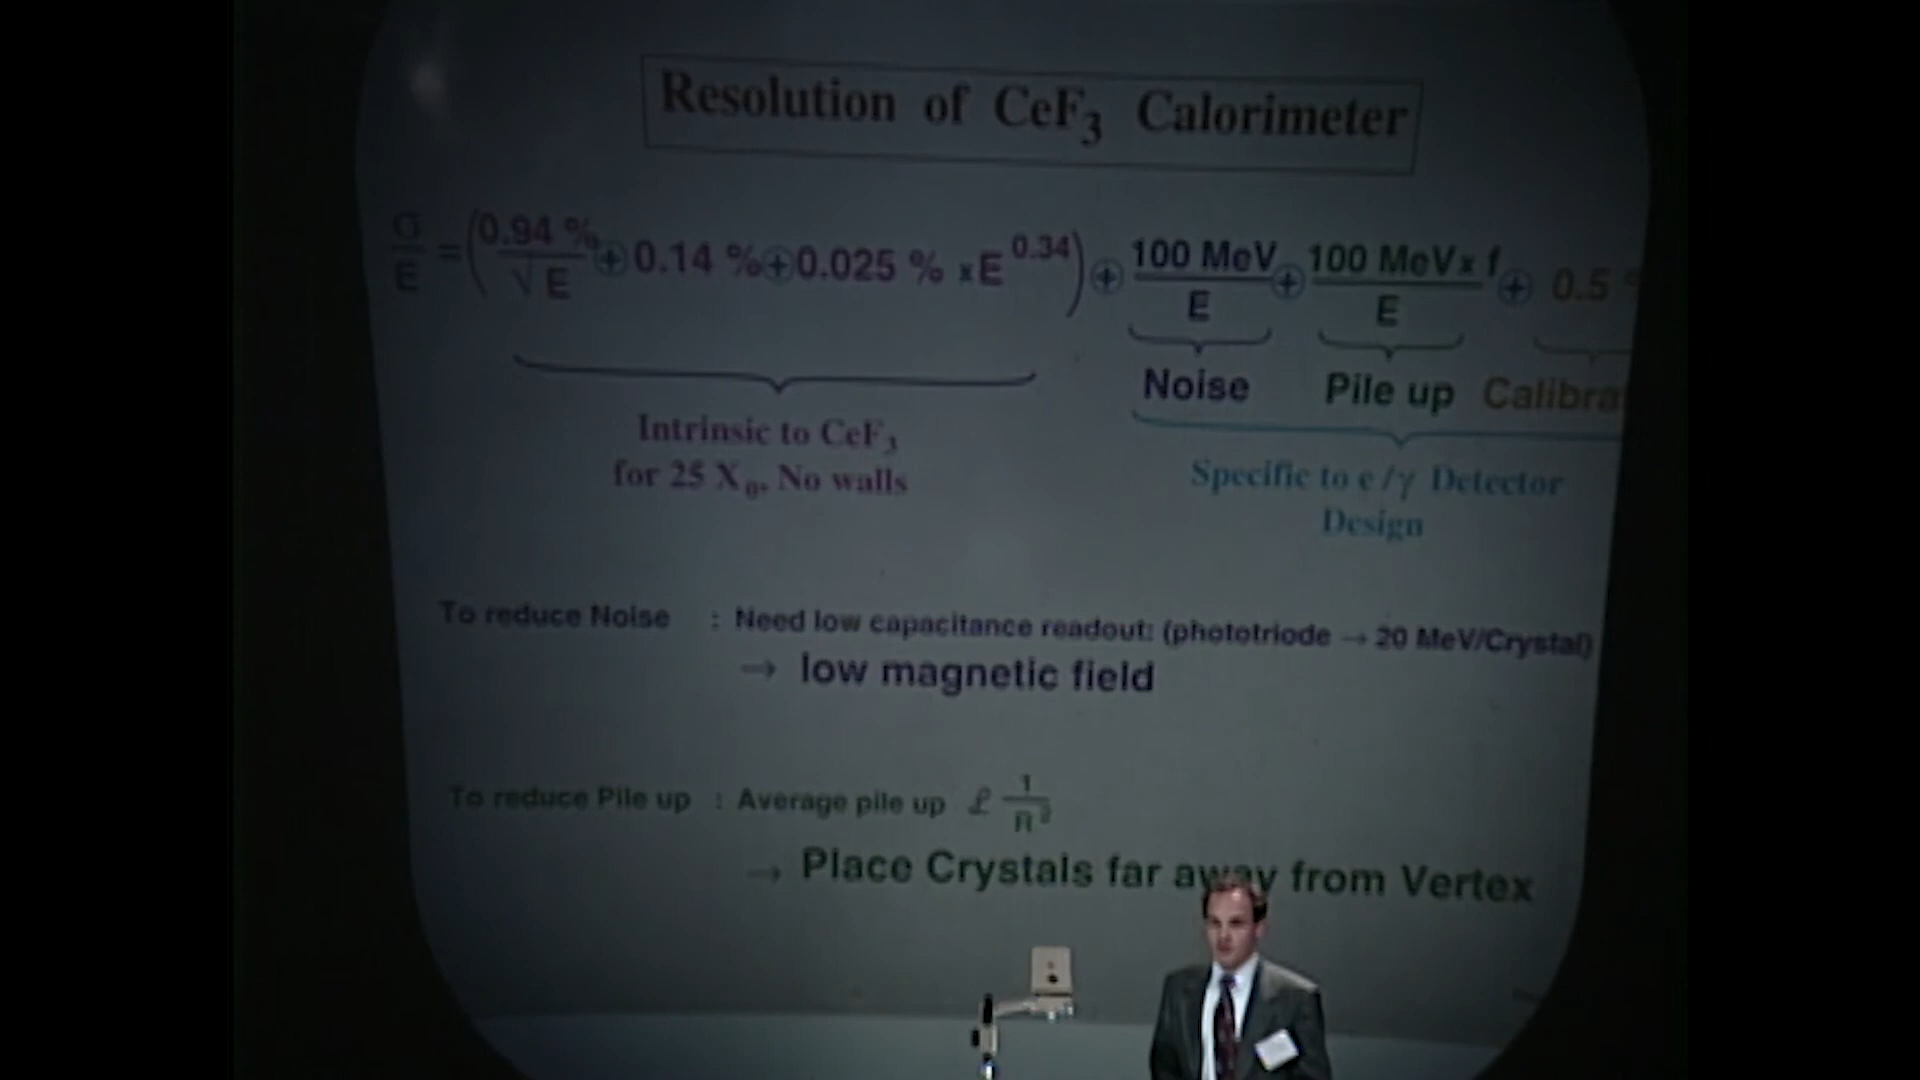 Resolution of CeF₃ Calorimeter
σ/E = (0.94 %/√E ⊕ 0.14 % ⊕ 0.025 % x E^0.34) ⊕ 100 MeV/E ⊕ 100 MeV x f/E ⊕ 0.5
Noise Pile up Calibra
Intrinsic to CeF₃
for 25 X₀. No walls
Specific to e/γ Detector
Design
To reduce Noise : Need low capacitance readout: (phototriode → 20 MeV/Crystal)
→ low magnetic field
To reduce Pile up : Average pile up ℒ 1/R²
→ Place Crystals far away from Vertex